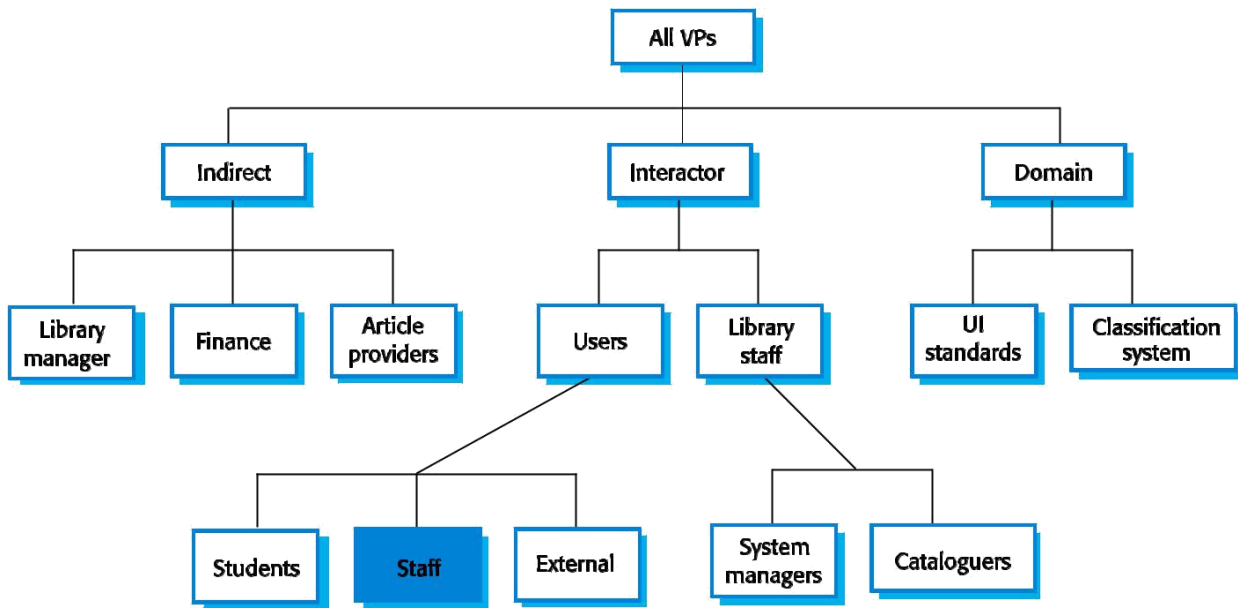 All VPs
Indirect
Interactor
Domain
Library
manager
Finance
Article
providers
Users
Library
staff
UI
standards
Classification
system
Students
Staff
External
System
managers
Cataloguers